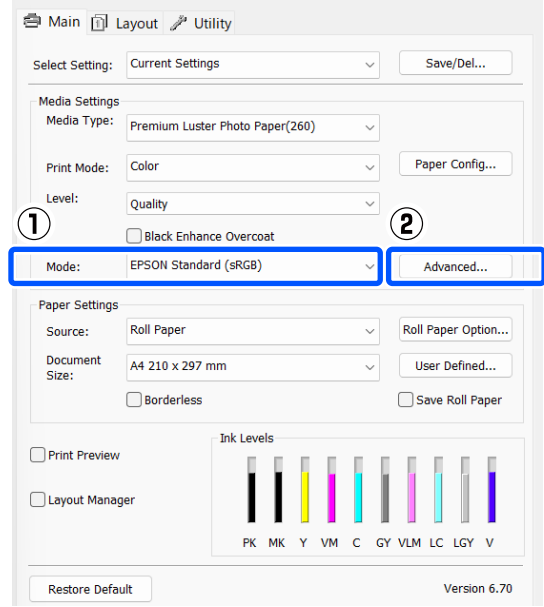 Main Layout Utility
Select Setting: Current Settings Save/Del...
Media Settings
Media Type: Premium Luster Photo Paper(260)
Print Mode: Color Paper Config...
Level: Quality
① ②
Black Enhance Overcoat
Mode: EPSON Standard (sRGB) Advanced...
Paper Settings
Source: Roll Paper Roll Paper Option...
Document
Size: A4 210 x 297 mm User Defined...
Borderless Save Roll Paper
Ink Levels
Print Preview
Layout Manager
PK MK Y VM C GY VLM LC LGY V
Restore Default Version 6.70